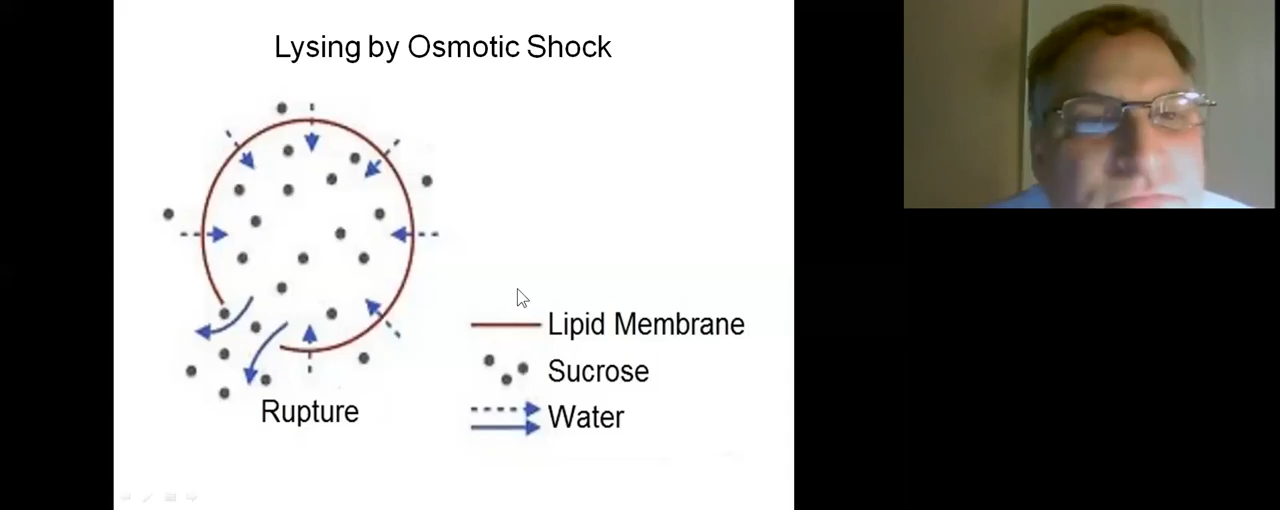 Lysing by Osmotic Shock
Lipid Membrane
Sucrose
Water
Rupture